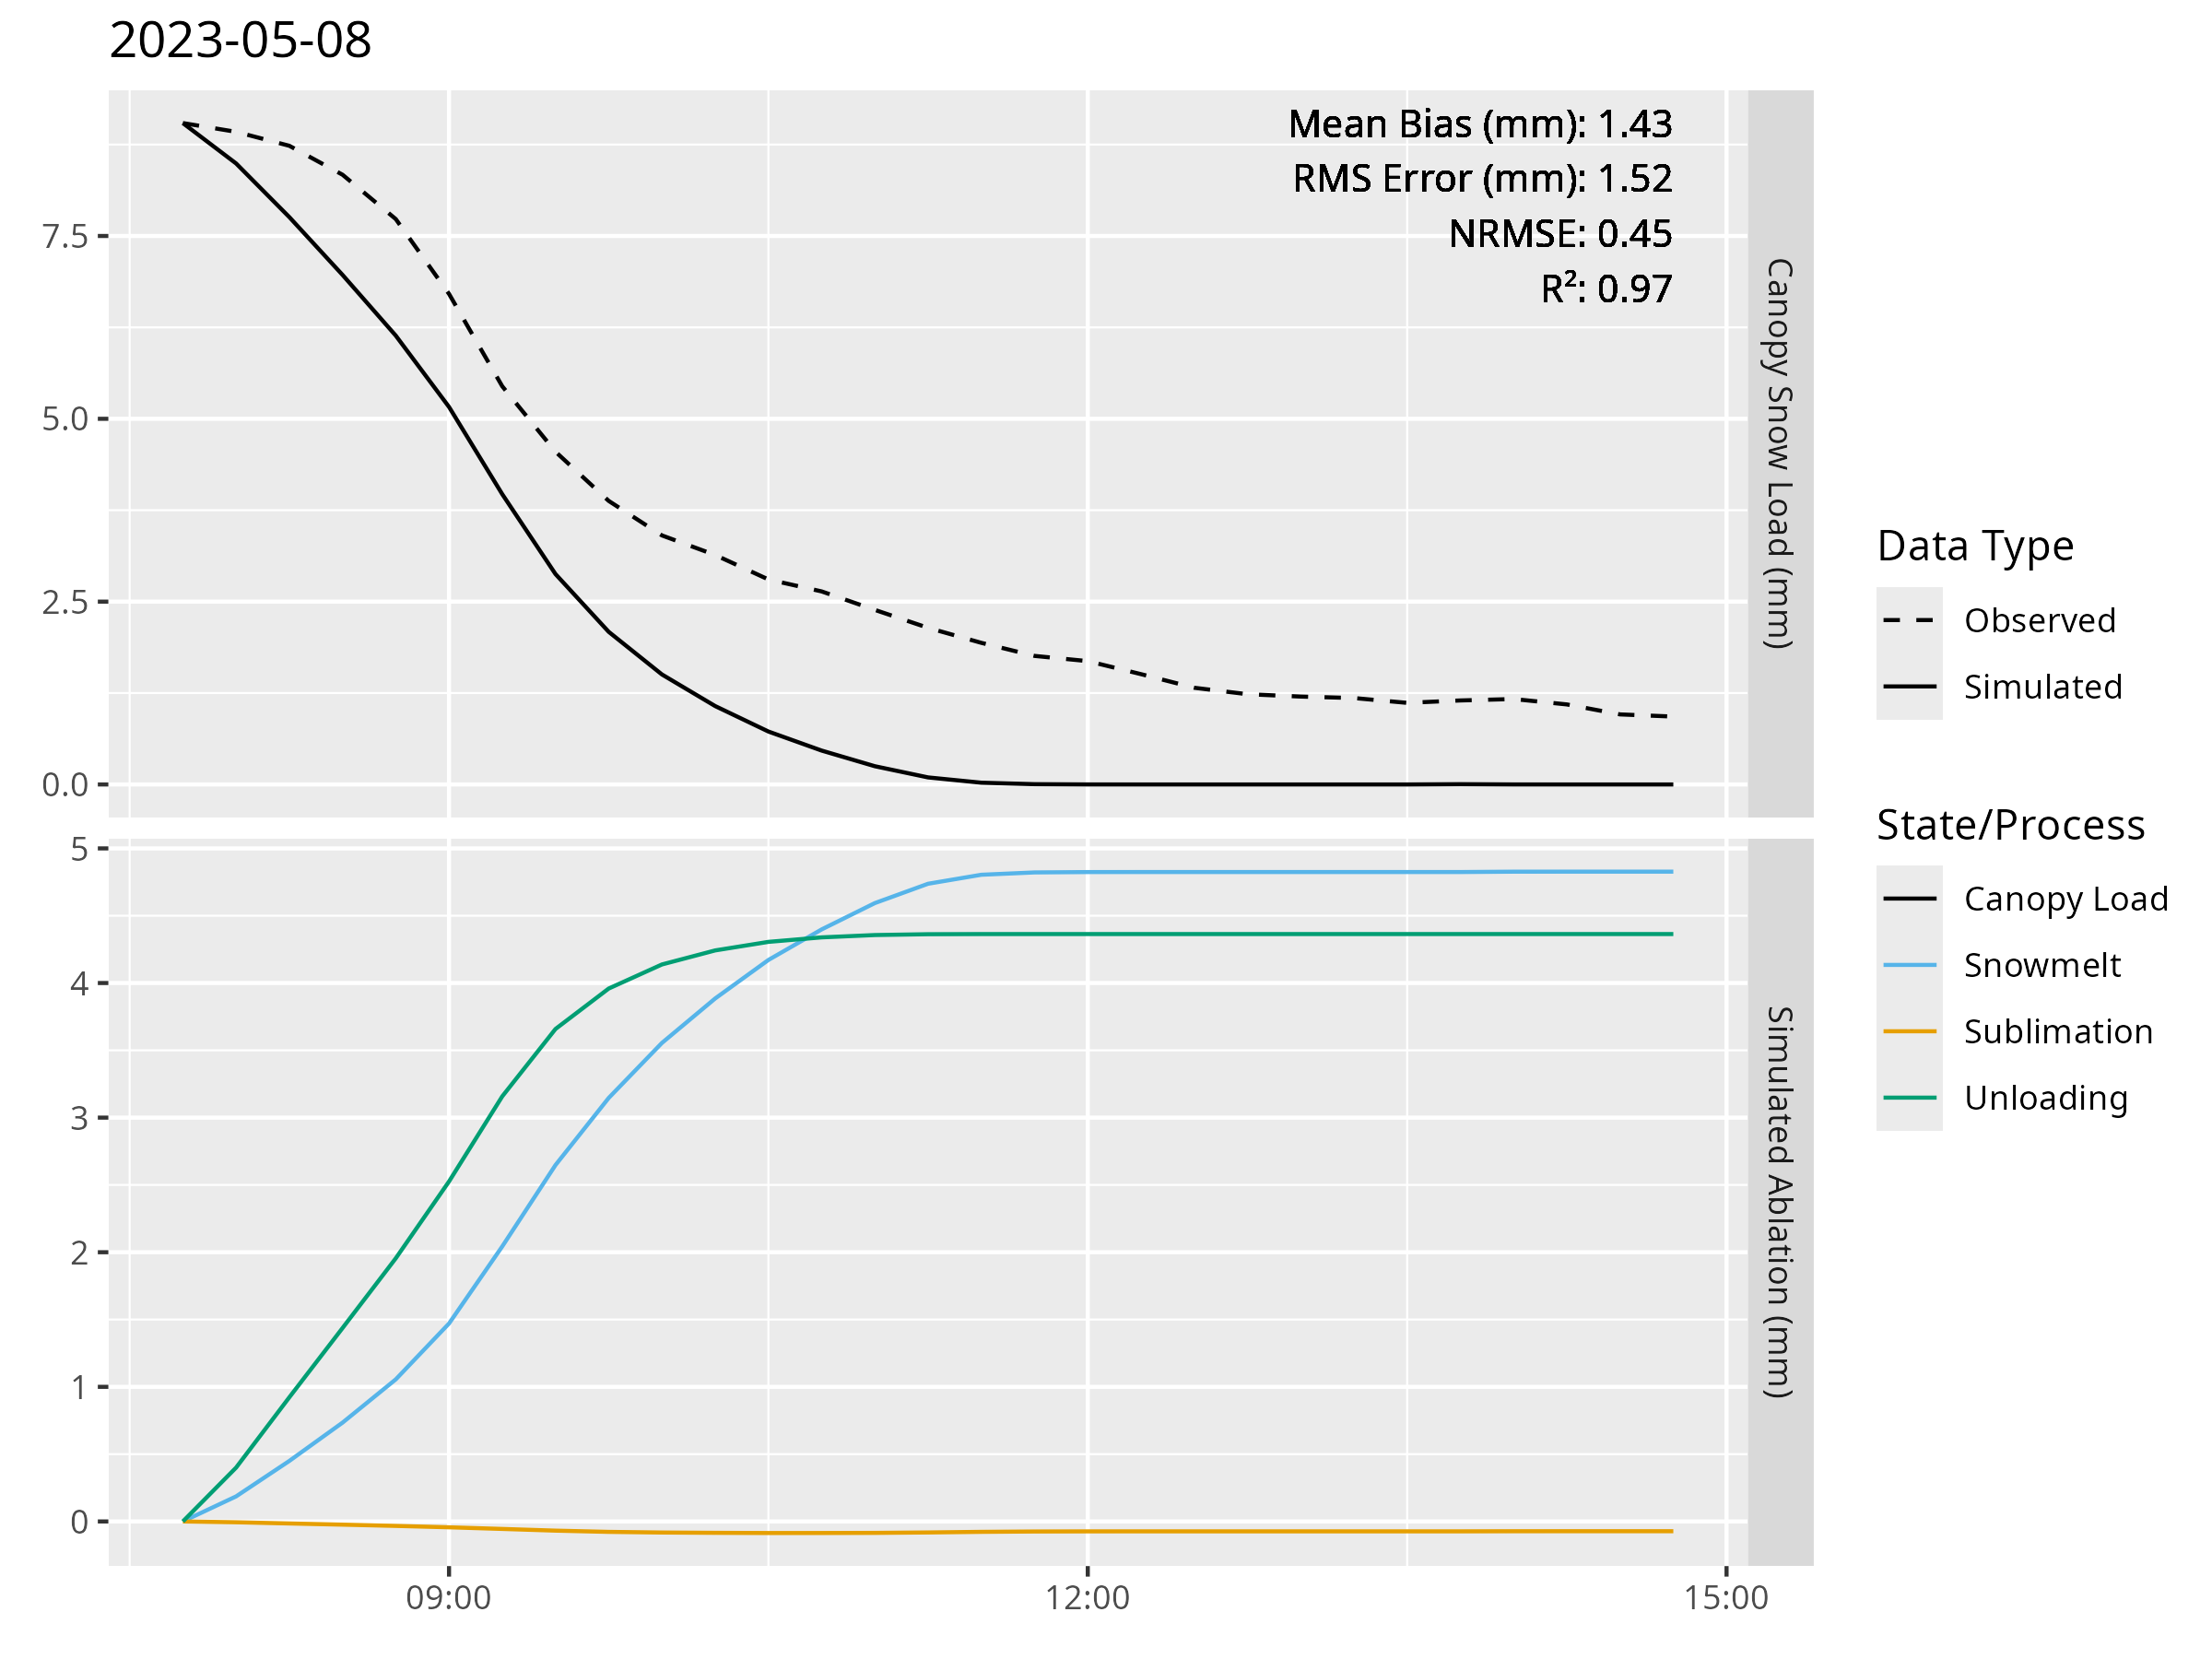 2023-05-08
Mean Bias (mm): 1.43
RMS Error (mm): 1.52
NRMSE: 0.45
R²: 0.97
7.5
5.0
2.5
0.0
Canopy Snow Load (mm)
5
4
3
2
1
0
Simulated Ablation (mm)
09:00
12:00
15:00
Data Type
Observed
Simulated
State/Process
Canopy Load
Snowmelt
Sublimation
Unloading